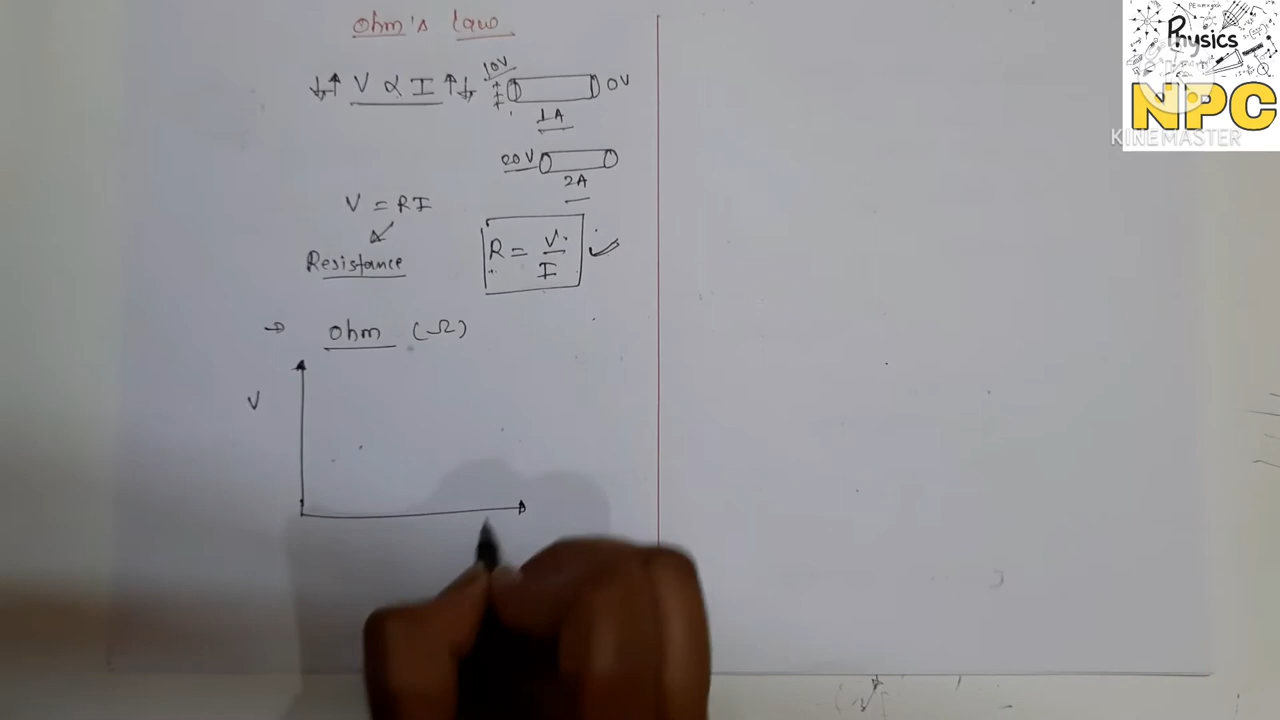 Ohm's law
↓↑ V ∝ I ↑↓
10V
0V
1A
20V
2A
V = RI
Resistance
R = V/I
→ Ohm (Ω)
V
Physics
NPC
KINEMASTER